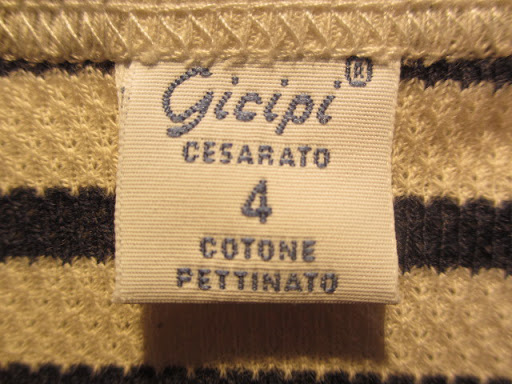 Gicipi®
CESARATO
4
COTONE
PETTINATO